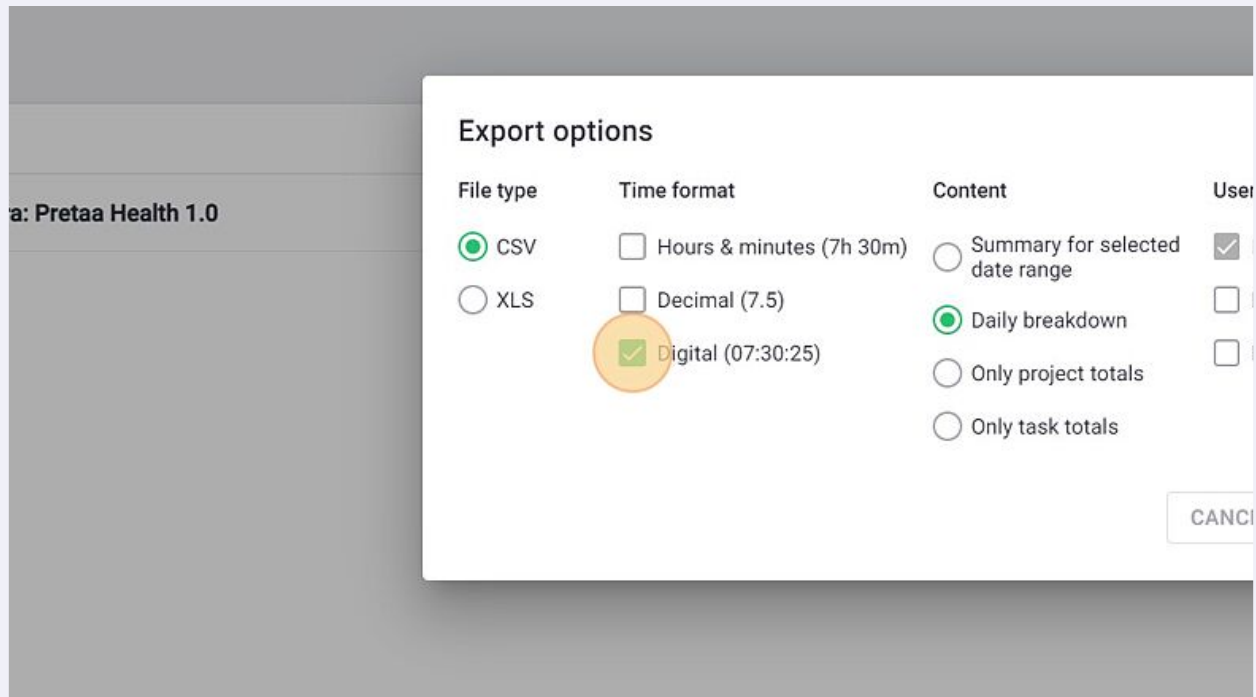 Export options
File type
Time format
Content
User
a: Pretaa Health 1.0
CSV
Hours & minutes (7h 30m)
Summary for selected
date range
XLS
Decimal (7.5)
Daily breakdown
Digital (07:30:25)
Only project totals
Only task totals
CANC